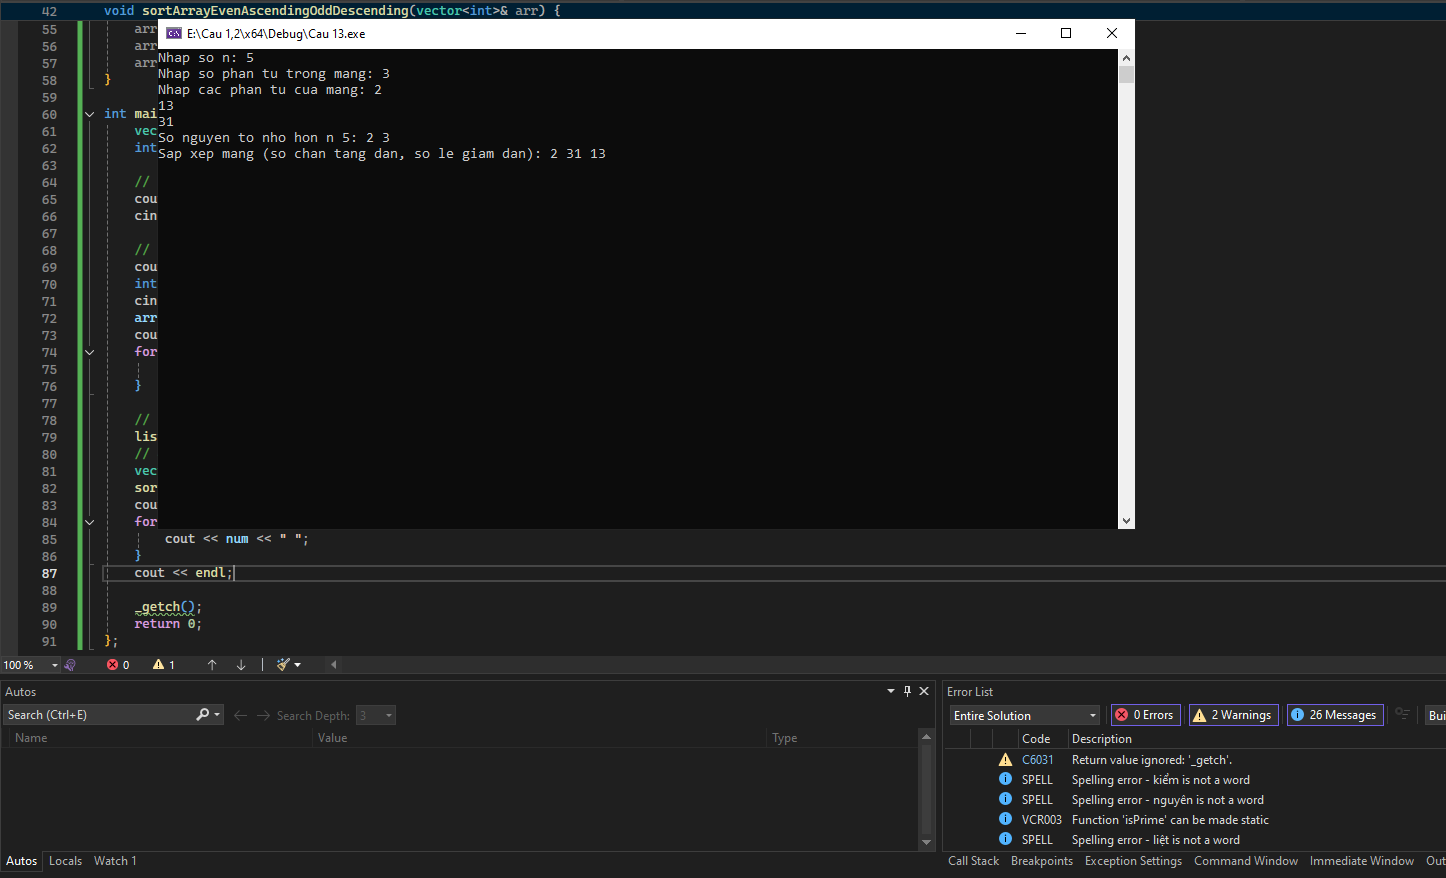 42 void sortArrayEvenAscendingOddDescending(vector<int>& arr) {
E:\Cau 1,2\x64\Debug\Cau 13.exe
Nhap so n: 5
Nhap so phan tu trong mang: 3
Nhap cac phan tu cua mang: 2
13
31
So nguyen to nho hon n 5: 2 3
Sap xep mang (so chan tang dan, so le giam dan): 2 31 13
55 arr
56 arr
57 arr
58 }
59
60 int mai
61 vec
62 int
63
64 //
65 cou
66 cin
67
68 //
69 cou
70 int
71 cin
72 arr
73 cou
74 for
75
76 }
77
78 //
79 lis
80 //
81 vec
82 sor
83 cou
84 for
85 cout << num << " ";
86 }
87 cout << endl;
88
89 _getch();
90 return 0;
91 };
100 % 0 1
Autos
Search (Ctrl+E) Search Depth: 3
Name Value Type
Autos Locals Watch 1
Error List
Entire Solution 0 Errors 2 Warnings 26 Messages Bui
Code Description
C6031 Return value ignored: '_getch'.
SPELL Spelling error - kiểm is not a word
SPELL Spelling error - nguyên is not a word
VCR003 Function 'isPrime' can be made static
SPELL Spelling error - liệt is not a word
Call Stack Breakpoints Exception Settings Command Window Immediate Window Out